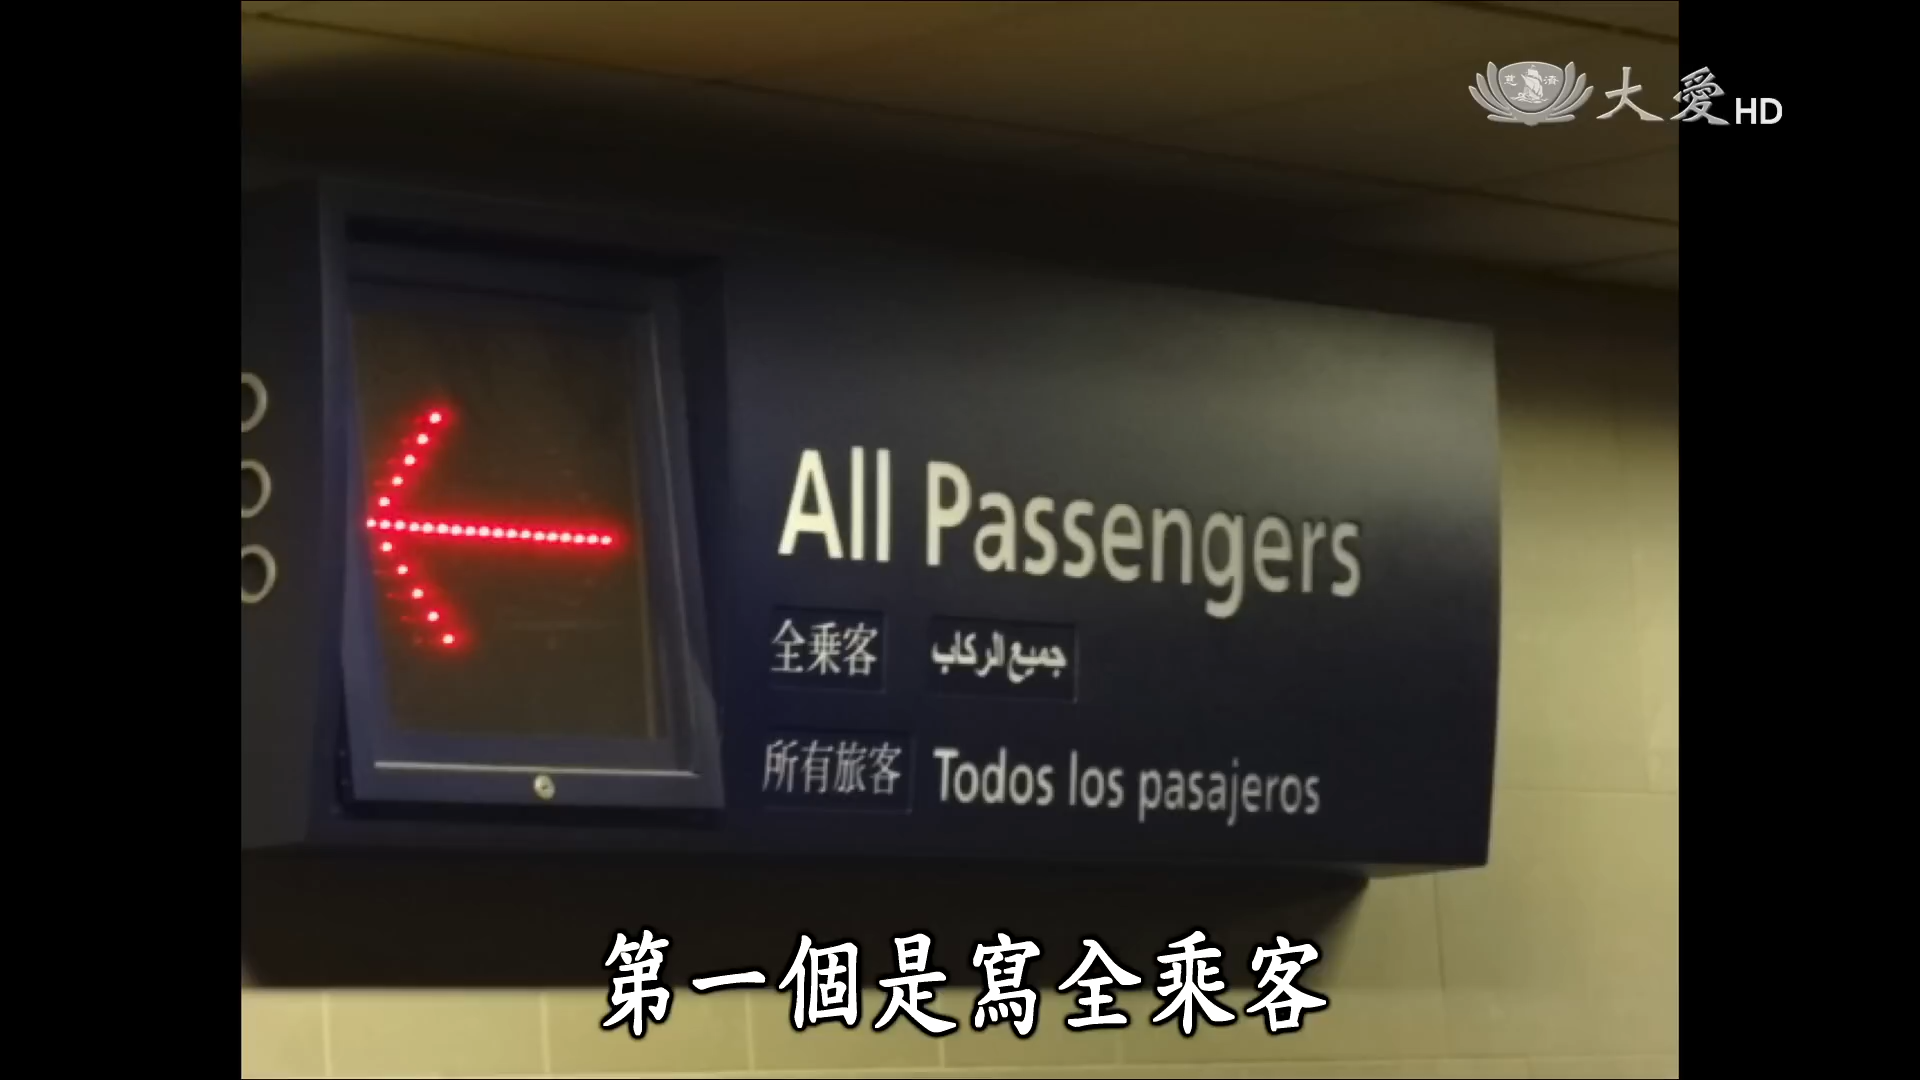 大愛HD
All Passengers
全乗客 جميع الركاب
所有旅客 Todos los pasajeros
第一個是寫全乘客